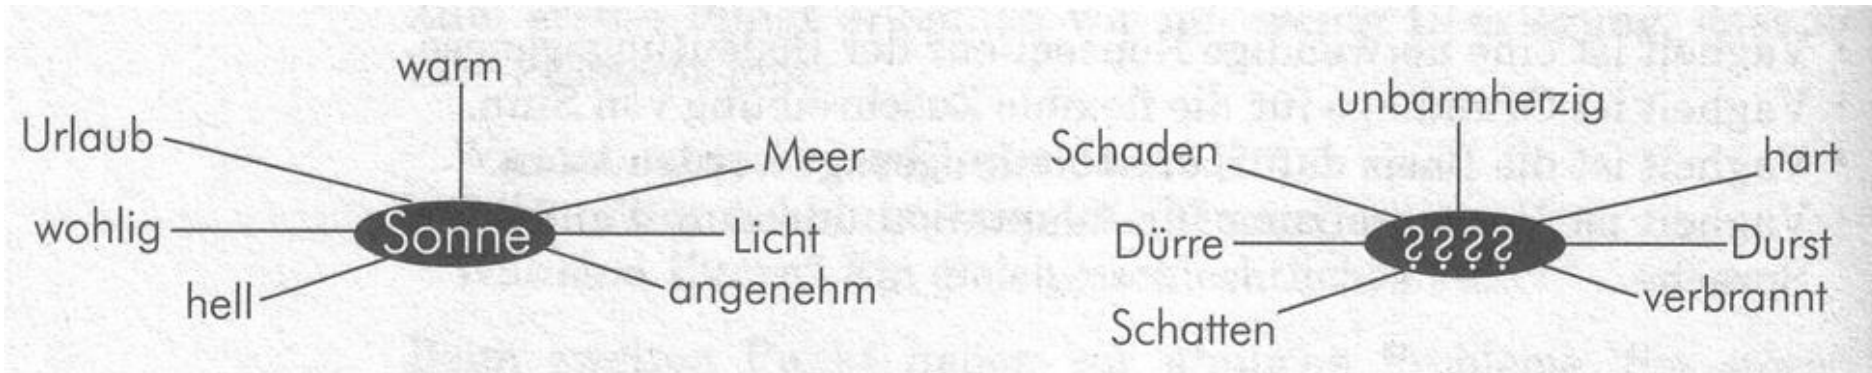 warm
Urlaub
Meer
wohlig
Sonne
Licht
hell
angenehm
unbarmherzig
Schaden
hart
Dürre
????
Durst
verbrannt
Schatten